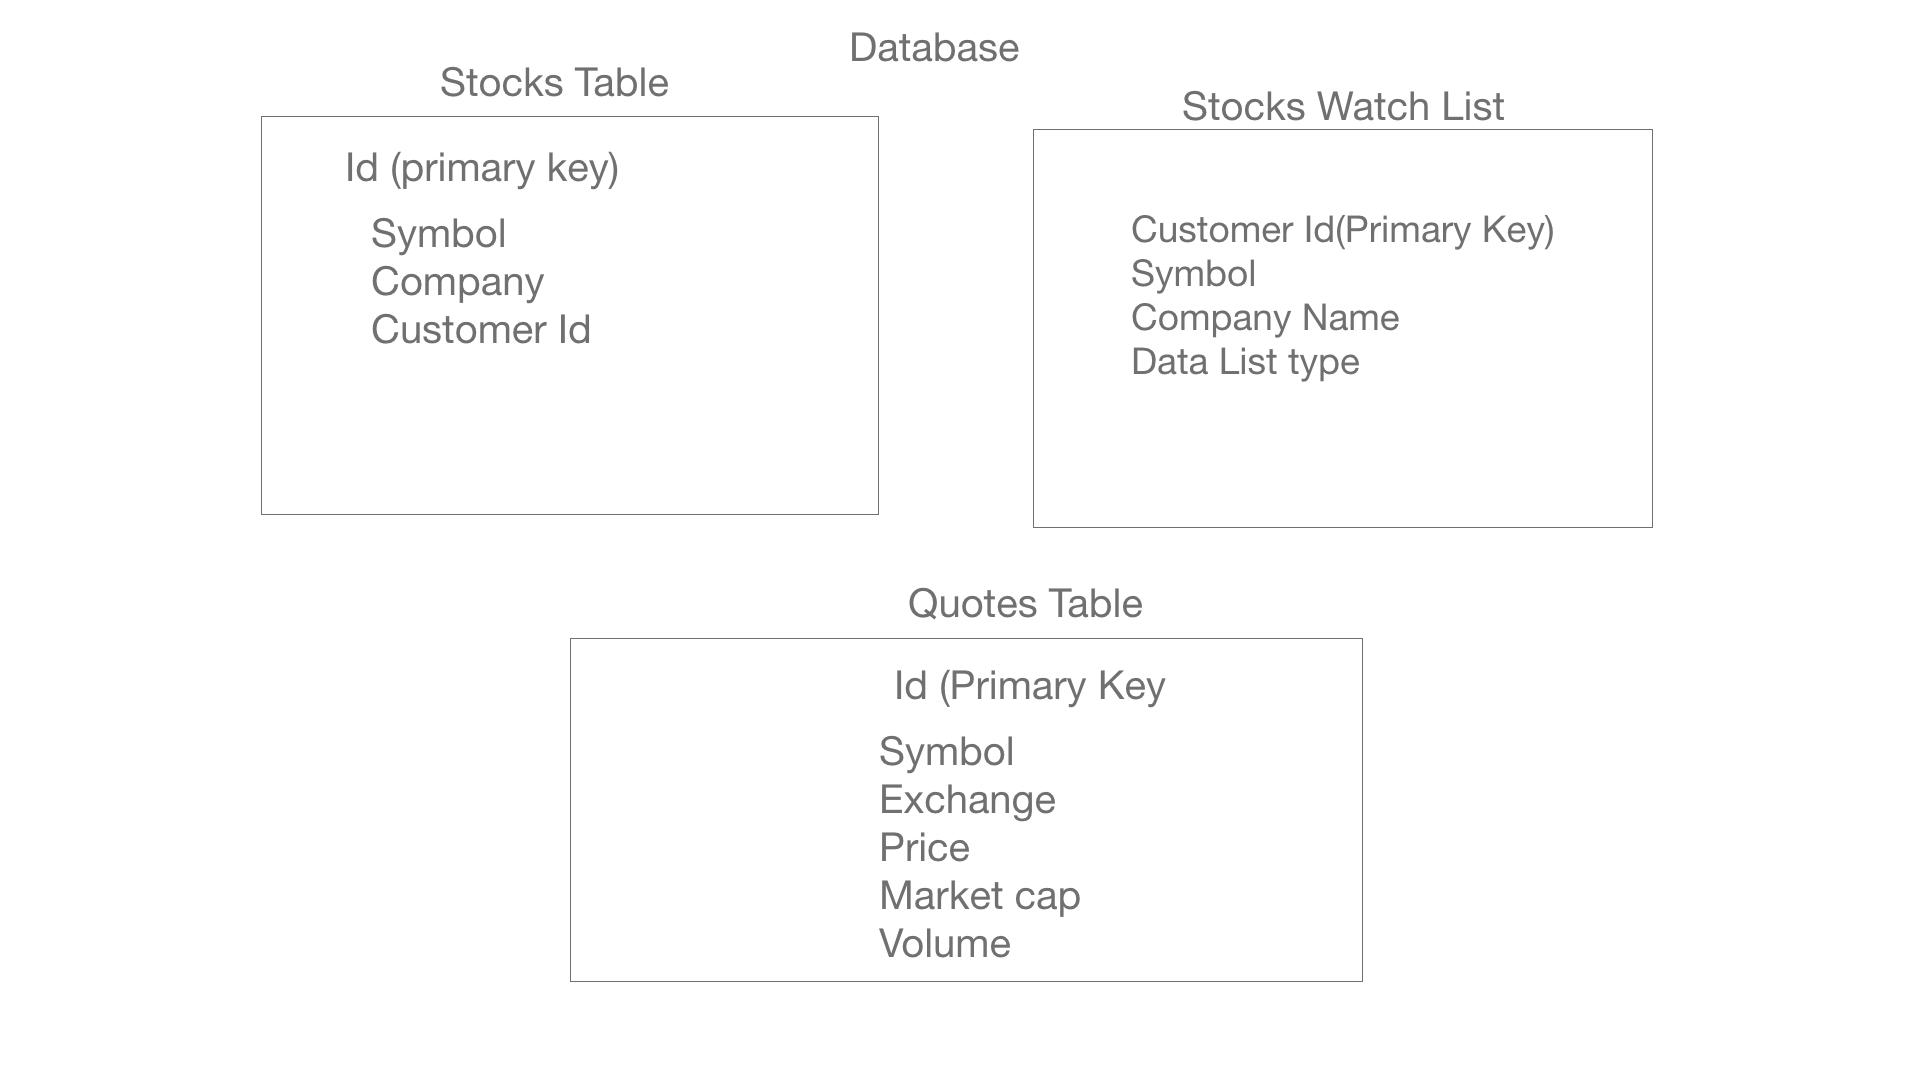 Database
Stocks Table
Id (primary key)
Symbol
Company
Customer Id
Stocks Watch List
Customer Id(Primary Key)
Symbol
Company Name
Data List type
Quotes Table
Id (Primary Key
Symbol
Exchange
Price
Market cap
Volume